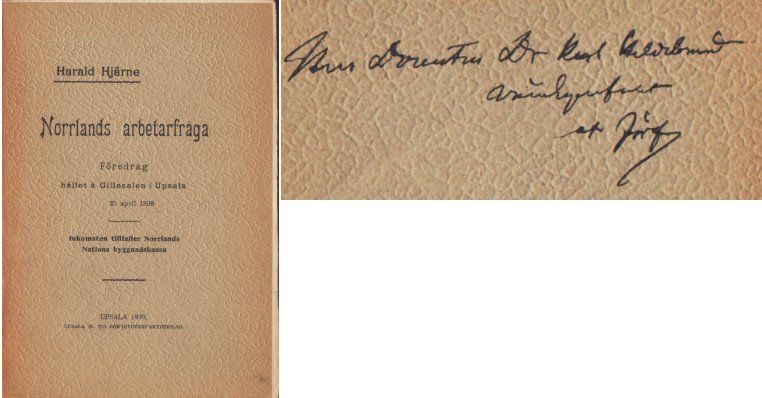 Harald Hjärne
Norrlands arbetarfråga
Föredrag
hållet å Gillesalen i Upsala
25 april 1899
Inkomsten tillfaller Norrlands
Nations byggnadskassa
UPSALA 1899,
UPSALA N. TID. BOKTRYCKERI-AKTIEBOLAG.
Herr Docenten Dr Karl Hildebrand
vänskapsfullt